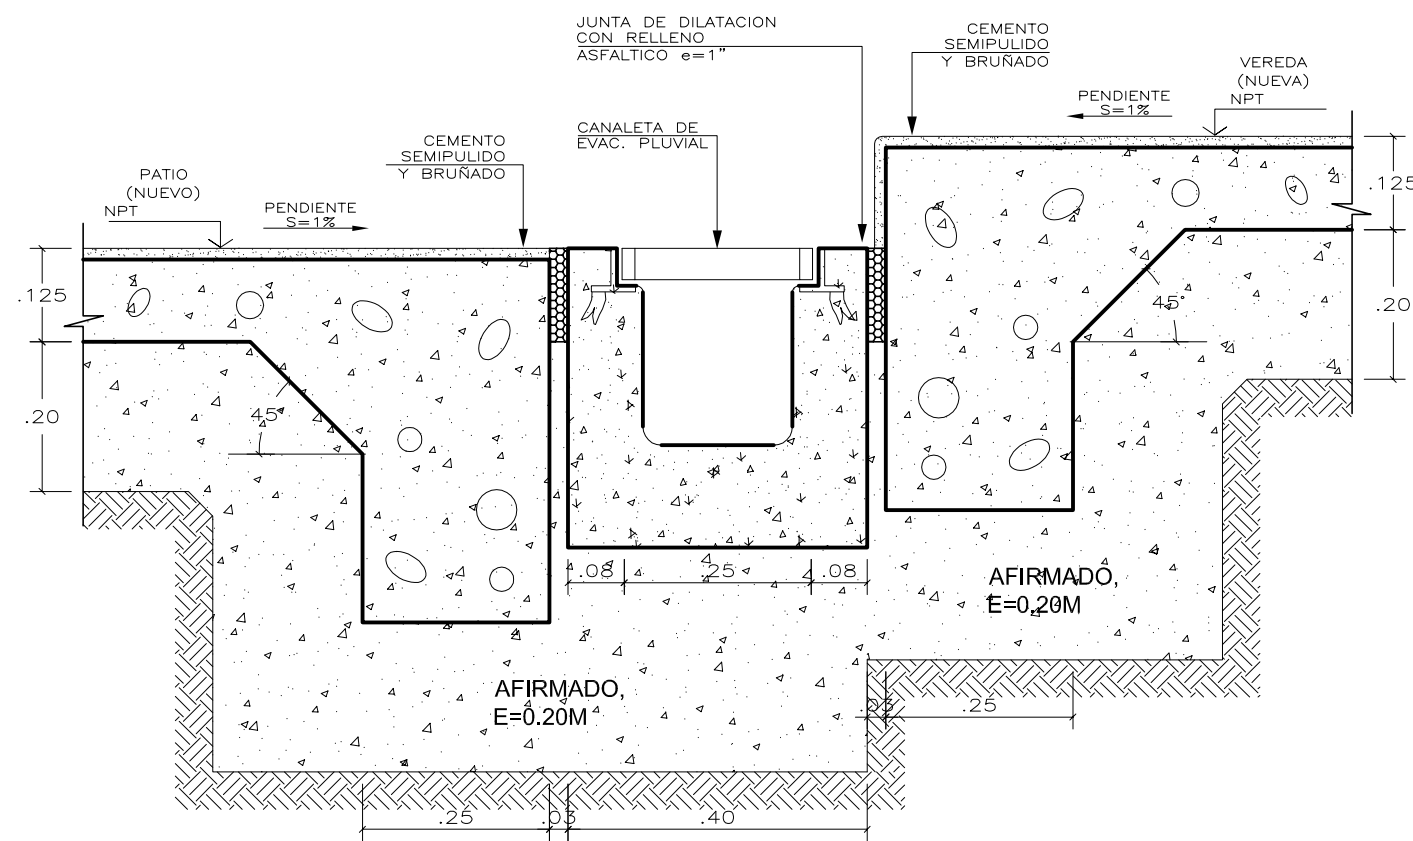 JUNTA DE DILATACION
CON RELLENO
ASFALTICO e=1"
CEMENTO
SEMIPULIDO
Y BRUÑADO
VEREDA
(NUEVA)
NPT
PENDIENTE
S=1%
CANALETA DE
EVAC. PLUVIAL
CEMENTO
SEMIPULIDO
Y BRUÑADO
PATIO
(NUEVO)
NPT
PENDIENTE
S=1%
.125
.125
.20
45°
.20
45°
.08
.25
.08
AFIRMADO,
E=0.20M
AFIRMADO,
E=0.20M
.03
.25
.25
.03
.40